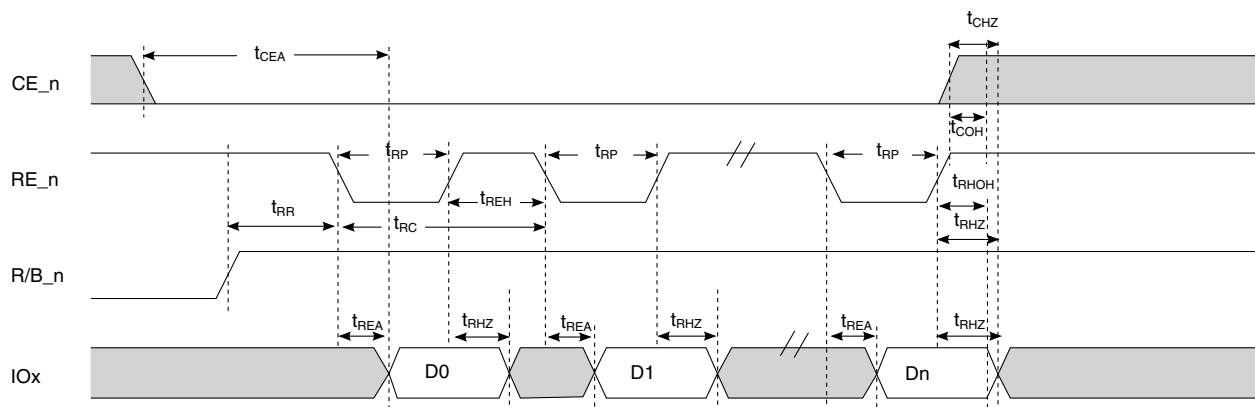 tCHZ
tCEA
CE_n
tCOH
tRP
tRP
tRP
RE_n
tREH
tRHOH
tRR
tRC
tRHZ
R/B_n
tREA
tRHZ
tREA
tRHZ
tREA
tRHZ
IOx
D0
D1
Dn